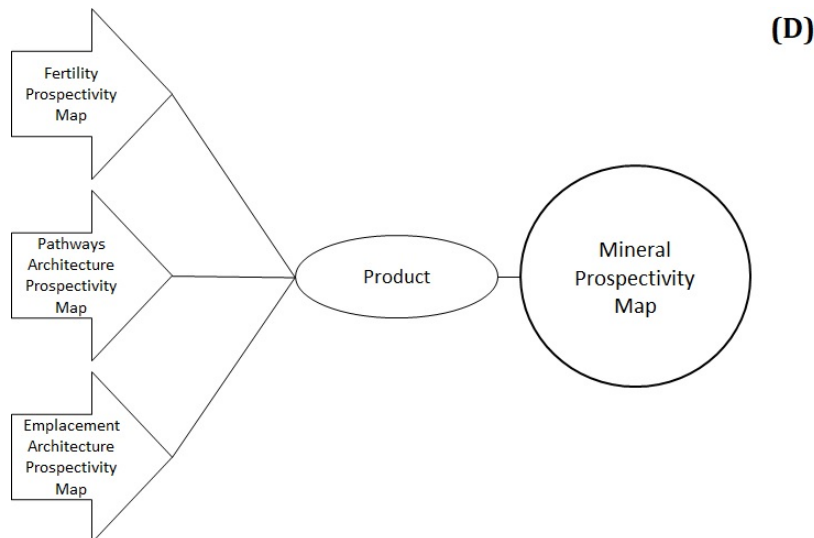 (D)
Fertility
Prospectivity
Map
Pathways
Architecture
Prospectivity
Map
Emplacement
Architecture
Prospectivity
Map
Product
Mineral
Prospectivity
Map